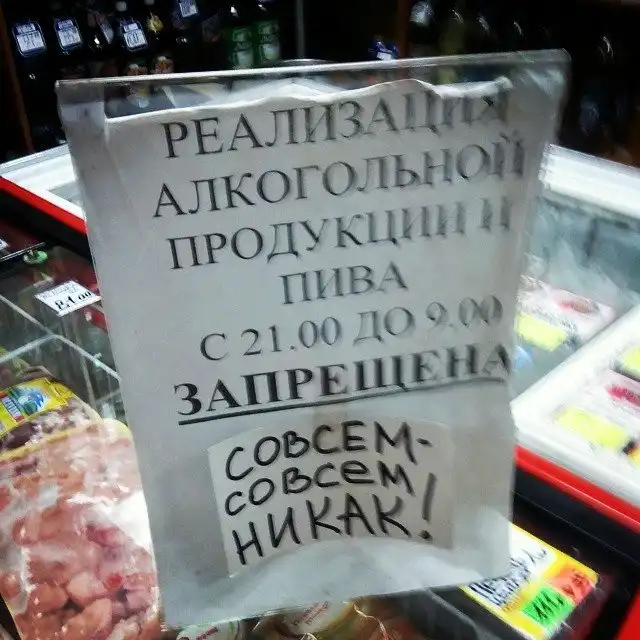 РЕАЛИЗАЦИЯ
АЛКОГОЛЬНОЙ
ПРОДУКЦИИ И
ПИВА
С 21.00 ДО 9.00
ЗАПРЕЩЕНА
СОВСЕМ-
СОВСЕМ
НИКАК!